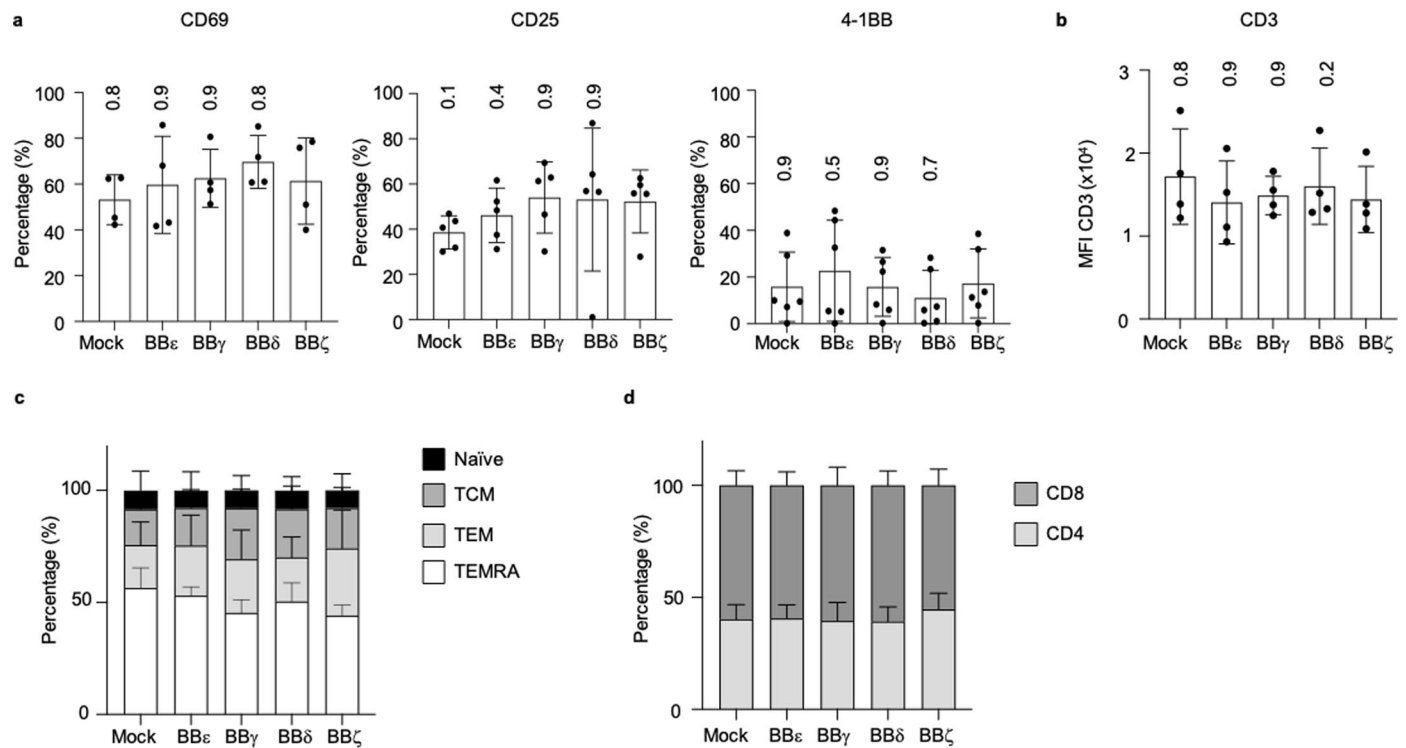 a
CD69
CD25
4-1BB
b
CD3
Percentage (%)
100
80
60
40
20
0
0.8
0.9
0.9
0.8
Mock
BBε
BBγ
BBδ
BBζ
Percentage (%)
100
80
60
40
20
0
0.1
0.4
0.9
0.9
Mock
BBε
BBγ
BBδ
BBζ
Percentage (%)
100
80
60
40
20
0
0.9
0.5
0.9
0.7
Mock
BBε
BBγ
BBδ
BBζ
MFI CD3 (x10⁴)
3
2
1
0
0.8
0.9
0.9
0.2
Mock
BBε
BBγ
BBδ
BBζ
c
Percentage (%)
100
50
0
Mock
BBε
BBγ
BBδ
BBζ
Naïve
TCM
TEM
TEMRA
d
Percentage (%)
100
50
0
Mock
BBε
BBγ
BBδ
BBζ
CD8
CD4